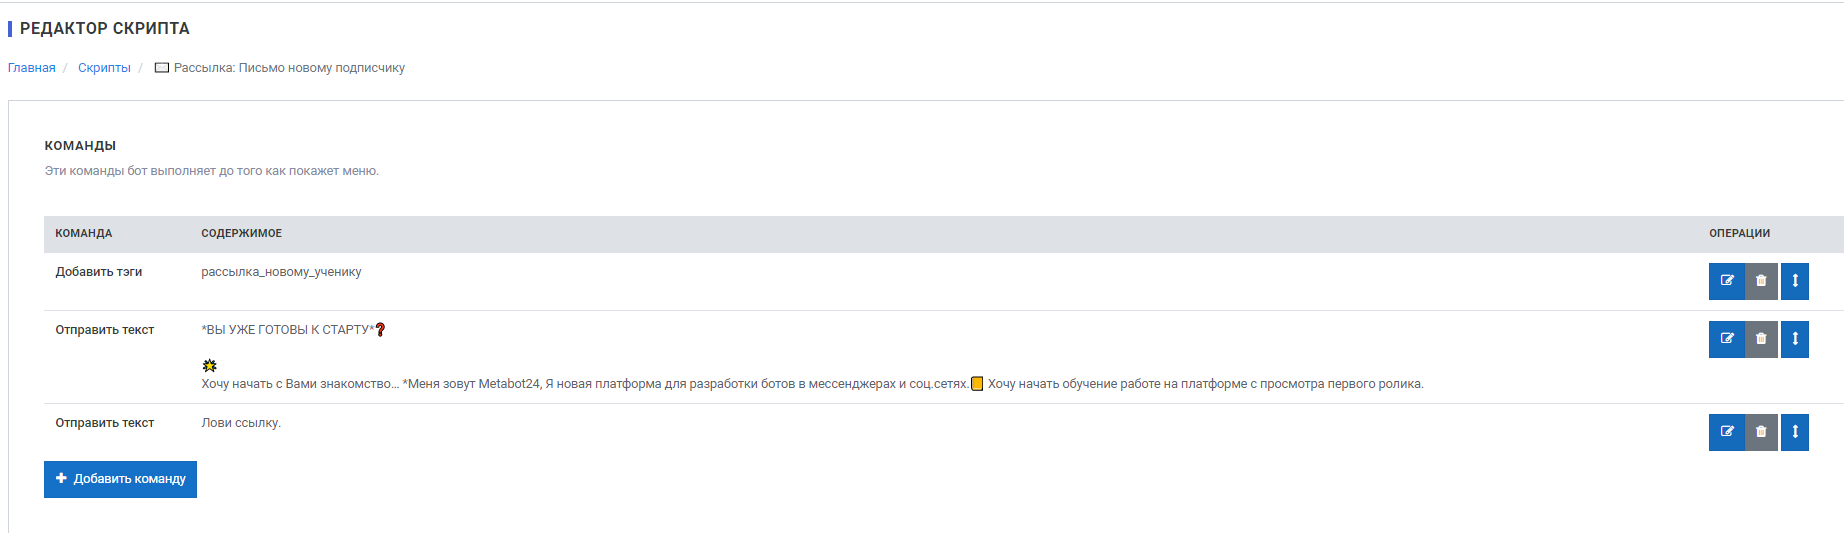 РЕДАКТОР СКРИПТА
Главная / Скрипты / Рассылка: Письмо новому подписчику
КОМАНДЫ
Эти команды бот выполняет до того как покажет меню.
КОМАНДА СОДЕРЖИМОЕ ОПЕРАЦИИ
Добавить тэги рассылка_новому_ученику
Отправить текст *ВЫ УЖЕ ГОТОВЫ К СТАРТУ*❓
Хочу начать с Вами знакомство... *Меня зовут Metabot24, Я новая платформа для разработки ботов в мессенджерах и соц.сетях. Хочу начать обучение работе на платформе с просмотра первого ролика.
Отправить текст Лови ссылку.
+ Добавить команду